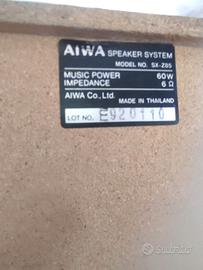 AIWA SPEAKER SYSTEM
MODEL NO. SX-Z85
MUSIC POWER 60W
IMPEDANCE 6Ω
AIWA Co., Ltd.
MADE IN THAILAND
LOT NO. E920110
Subito.it